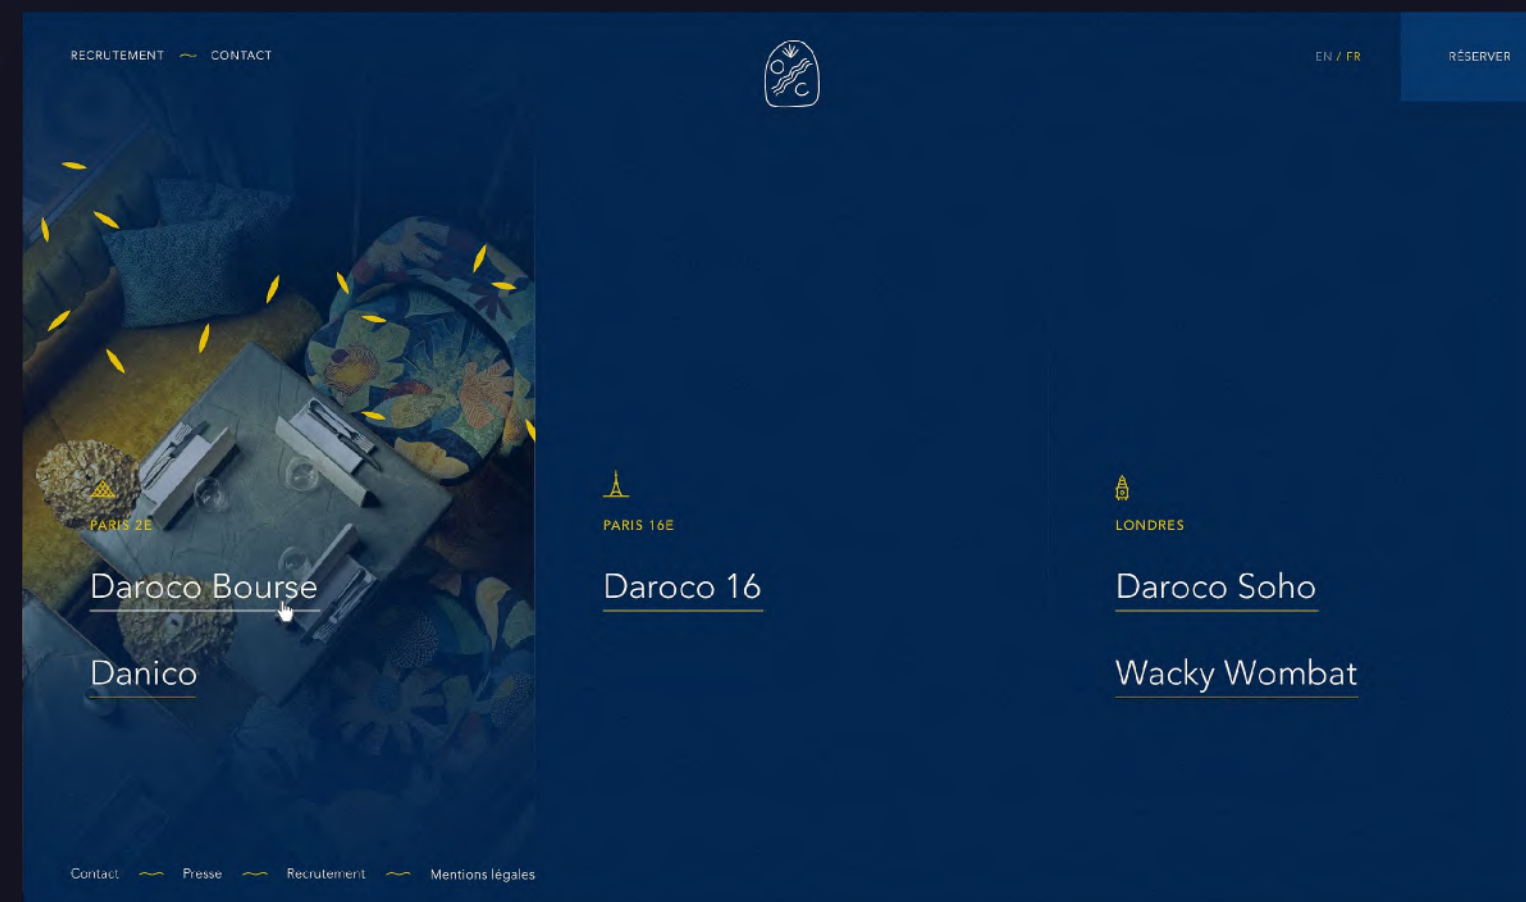 RECRUTEMENT CONTACT
EN / FR
RÉSERVER
PARIS 2E
Daroco Bourse
Danico
PARIS 16E
Daroco 16
LONDRES
Daroco Soho
Wacky Wombat
Contact Presse Recrutement Mentions légales